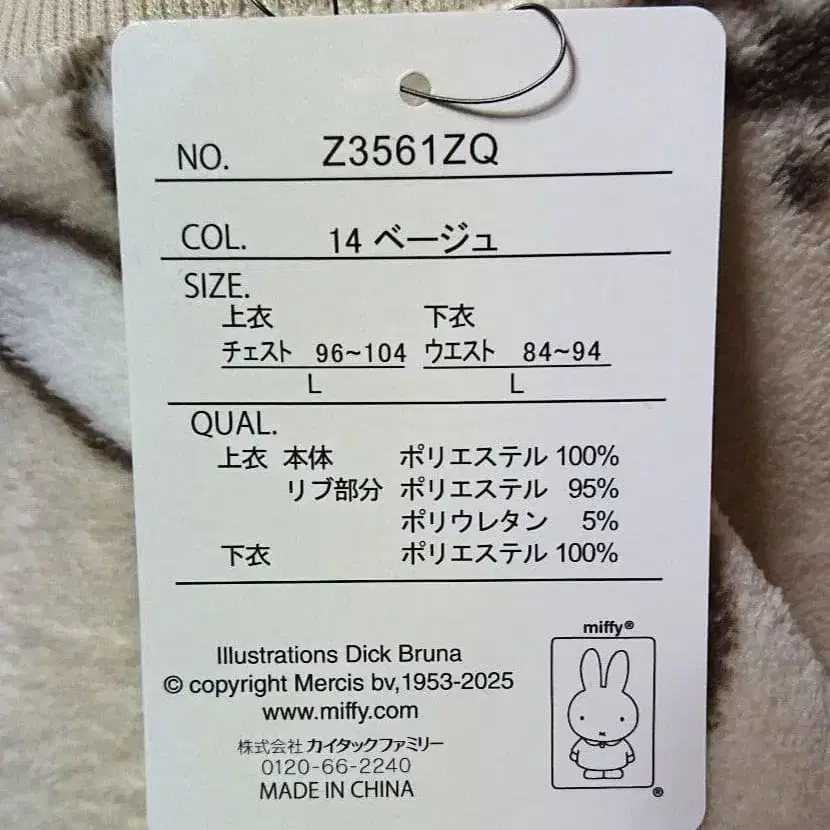 NO. Z3561ZQ
COL. 14 ベージュ
SIZE.
上衣 下衣
チェスト 96~104 ウエスト 84~94
L L
QUAL.
上衣 本体 ポリエステル 100%
リブ部分 ポリエステル 95%
ポリウレタン 5%
下衣 ポリエステル 100%
miffy®
Illustrations Dick Bruna
© copyright Mercis bv,1953-2025
www.miffy.com
株式会社 カイタックファミリー
0120-66-2240
MADE IN CHINA
®